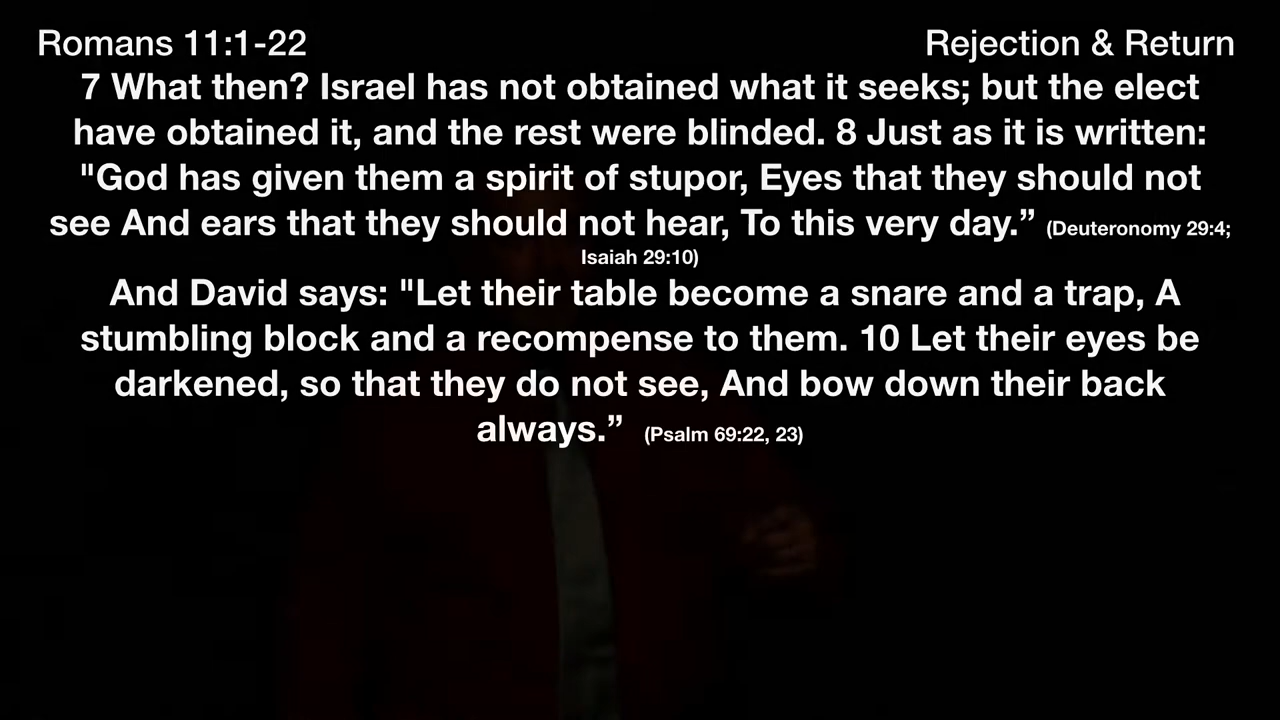 Romans 11:1-22 Rejection & Return
7 What then? Israel has not obtained what it seeks; but the elect
have obtained it, and the rest were blinded. 8 Just as it is written:
"God has given them a spirit of stupor, Eyes that they should not
see And ears that they should not hear, To this very day.” (Deuteronomy 29:4;
Isaiah 29:10)
And David says: "Let their table become a snare and a trap, A
stumbling block and a recompense to them. 10 Let their eyes be
darkened, so that they do not see, And bow down their back
always.” (Psalm 69:22, 23)